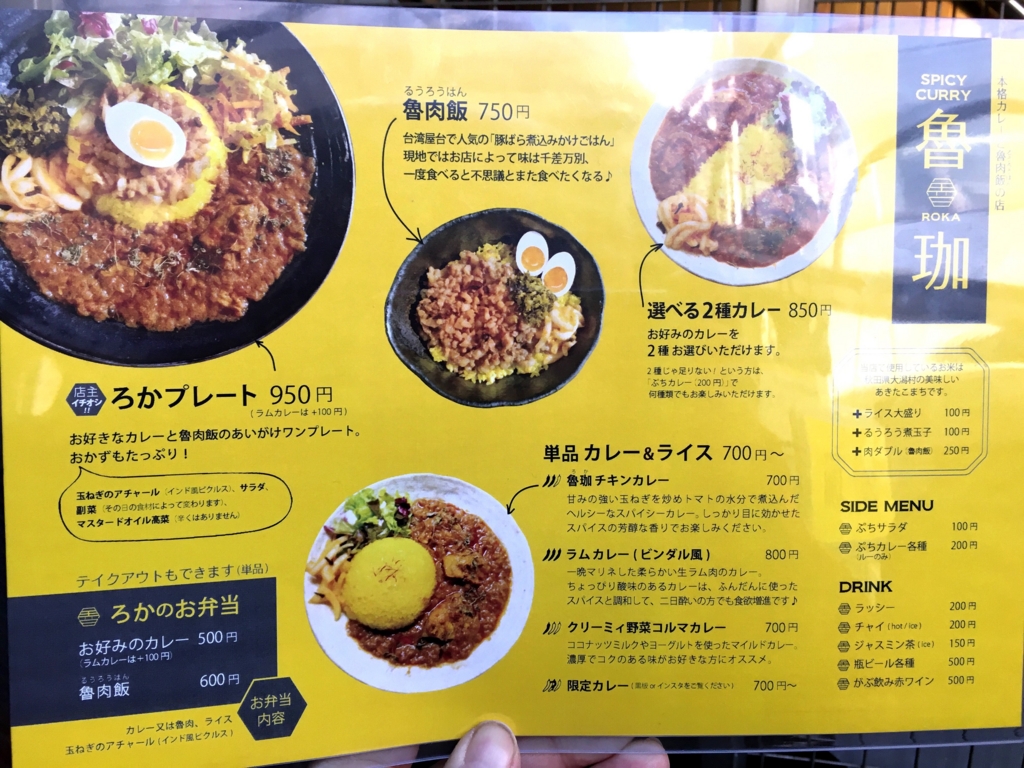 るうろうはん
魯肉飯 750円
台湾屋台で人気の「豚ばら煮込みかけごはん」
現地ではお店によって味は千差万別、
一度食べると不思議とまた食べたくなる♪
選べる2種カレー 850円
お好みのカレーを
2種お選びいただけます。
2種じゃ足りない!という方は、
「ぷちカレー(200円)」で
何種類でもお楽しみいただけます。
SPICY
CURRY
魯
ROKA
珈
本格カレー 魯肉飯の店
店主
イチオシ
!!
ろかプレート 950円
(ラムカレーは+100円)
お好きなカレーと魯肉飯のあいがけワンプレート。
おかずもたっぷり!
玉ねぎのアチャール(インド風ピクルス)、サラダ、
副菜(その日の食材によって変わります)、
マスタードオイル高菜(辛くはありません)
テイクアウトもできます(単品)
ろかのお弁当
お好みのカレー 500円
(ラムカレーは+100円)
るうろうはん
魯肉飯 600円
お弁当
内容
カレー又は魯肉、ライス
玉ねぎのアチャール(インド風ピクルス)
単品 カレー&ライス 700円〜
ろか
魯珈チキンカレー 700円
甘みの強い玉ねぎを炒めトマトの水分で煮込んだ
ヘルシーなスパイシーカレー。しっかり目に効かせた
スパイスの芳醇な香りでお楽しみください。
ラムカレー(ビンダル風) 800円
一晩マリネした柔らかい生ラム肉のカレー。
ちょっぴり酸味のあるカレーは、ふんだんに使った
スパイスと調和して、二日酔いの方でも食欲増進です♪
クリーミィ野菜コルマカレー 700円
ココナッツミルクやヨーグルトを使ったマイルドカレー。
濃厚でコクのある味がお好きな方にオススメ。
限定カレー(黒板orインスタをご覧ください) 700円〜
使用しているお米は
秋田県大潟村の美味しい
あきたこまちです。
+ライス大盛り 100円
+るうろう煮玉子 100円
+肉ダブル(魯肉飯) 250円
SIDE MENU
ぷちサラダ 100円
ぷちカレー各種 200円
(ルーのみ)
DRINK
ラッシー 200円
チャイ(hot/ice) 200円
ジャスミン茶(ice) 150円
瓶ビール各種 500円
がぶ飲み赤ワイン 500円